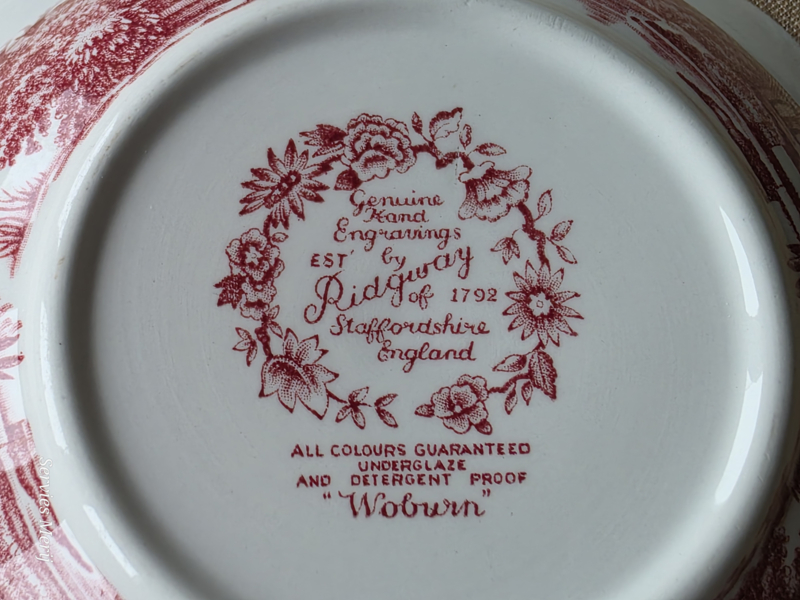 Genuine
Hand
Engravings
EST' by
Ridgway
of 1792
Staffordshire
England
ALL COLOURS GUARANTEED
UNDERGLAZE
AND DETERGENT PROOF
"Woburn"